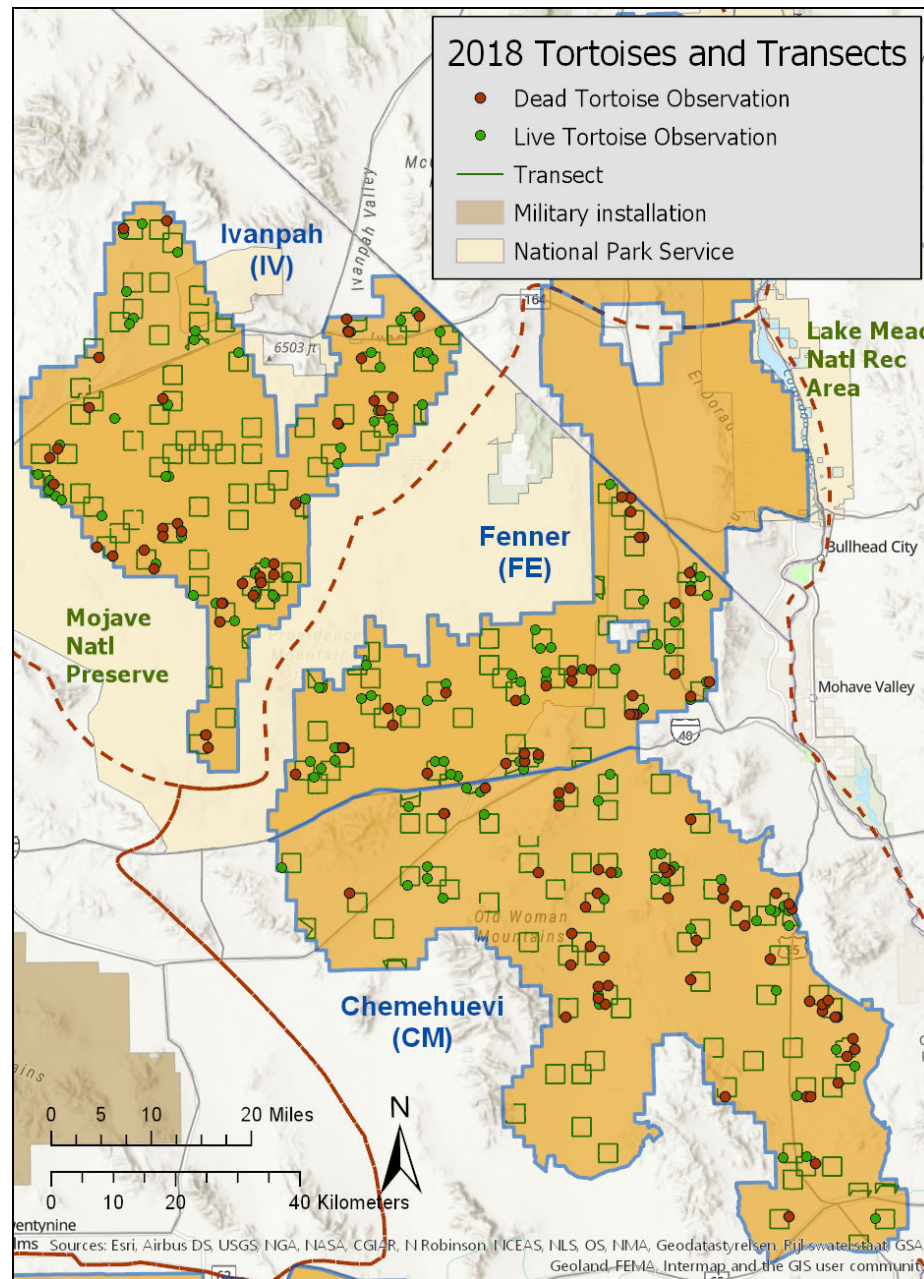 2018 Tortoises and Transects
Dead Tortoise Observation
Live Tortoise Observation
Transect
Military installation
National Park Service
Ivanpah
(IV)
Ivanpah Valley
164
Lake Mead
Natl Rec
Area
6503 ft
Fenner
(FE)
Bullhead City
Mojave
Natl
Preserve
Providence
Mountains
Mohave Valley
40
Old Woman
Mountains
Chemehuevi
(CM)
0 5 10 20 Miles
N
0 5 10 20 30 40 Kilometers
Sources: Esri, Airbus DS, USGS, NGA, NASA, CGIAR, N Robinson, NCEAS, NLS, OS, NMA, Geodatastyrelsen, Rijkswaterstaat, GSA,
Geoland, FEMA, Intermap and the GIS user community